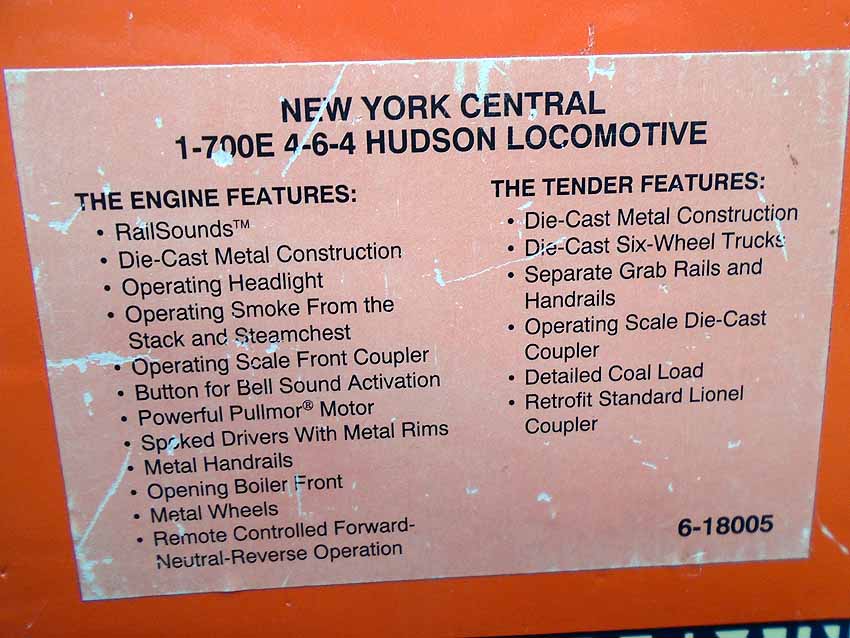 NEW YORK CENTRAL
1-700E 4-6-4 HUDSON LOCOMOTIVE
THE ENGINE FEATURES:
• RailSounds™
• Die-Cast Metal Construction
• Operating Headlight
• Operating Smoke From the
Stack and Steamchest
• Operating Scale Front Coupler
• Button for Bell Sound Activation
• Powerful Pullmor® Motor
• Spoked Drivers With Metal Rims
• Metal Handrails
• Opening Boiler Front
• Metal Wheels
• Remote Controlled Forward-
Neutral-Reverse Operation
THE TENDER FEATURES:
• Die-Cast Metal Construction
• Die-Cast Six-Wheel Trucks
• Separate Grab Rails and
Handrails
• Operating Scale Die-Cast
Coupler
• Detailed Coal Load
• Retrofit Standard Lionel
Coupler
6-18005